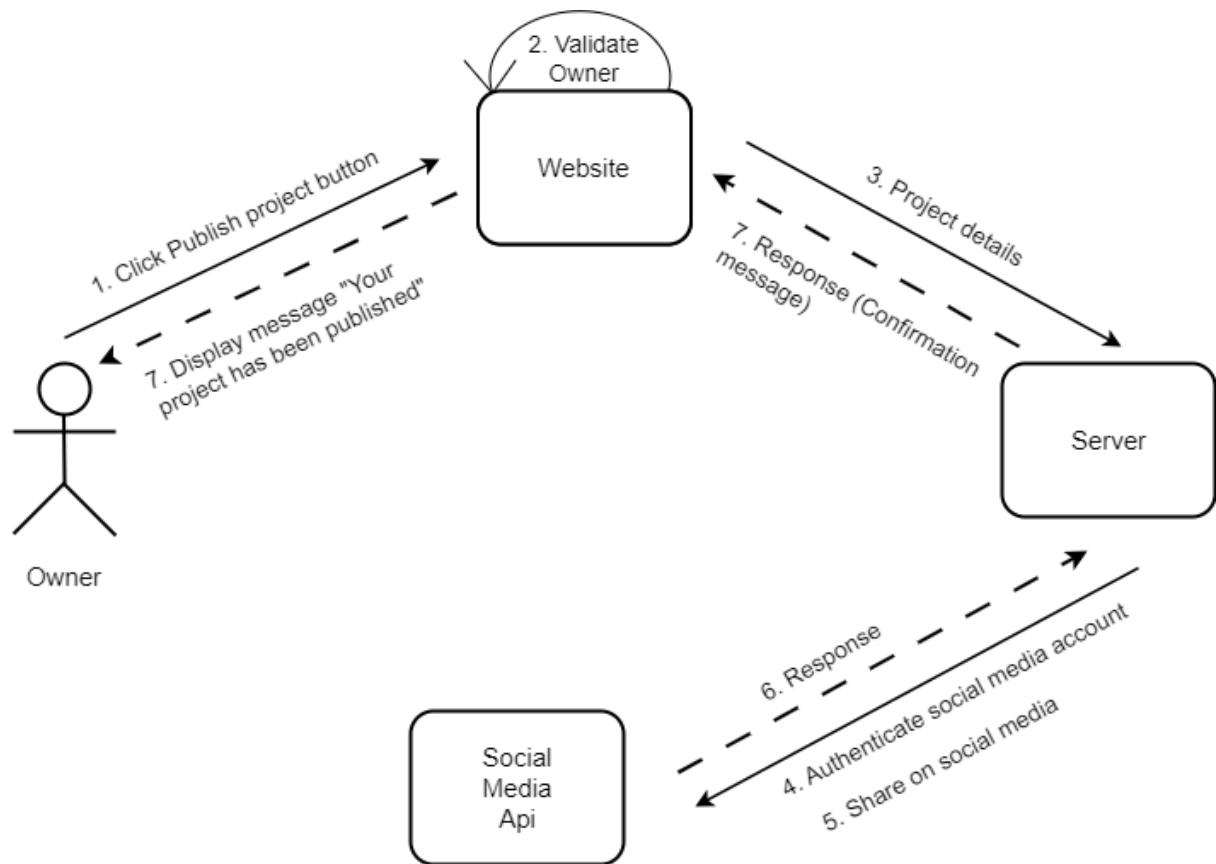 2. Validate
Owner
Website
1. Click Publish project button
7. Display message "Your
project has been published"
3. Project details
7. Response (Confirmation
message)
Owner
Server
6. Response
4. Authenticate social media account
5. Share on social media
Social
Media
Api